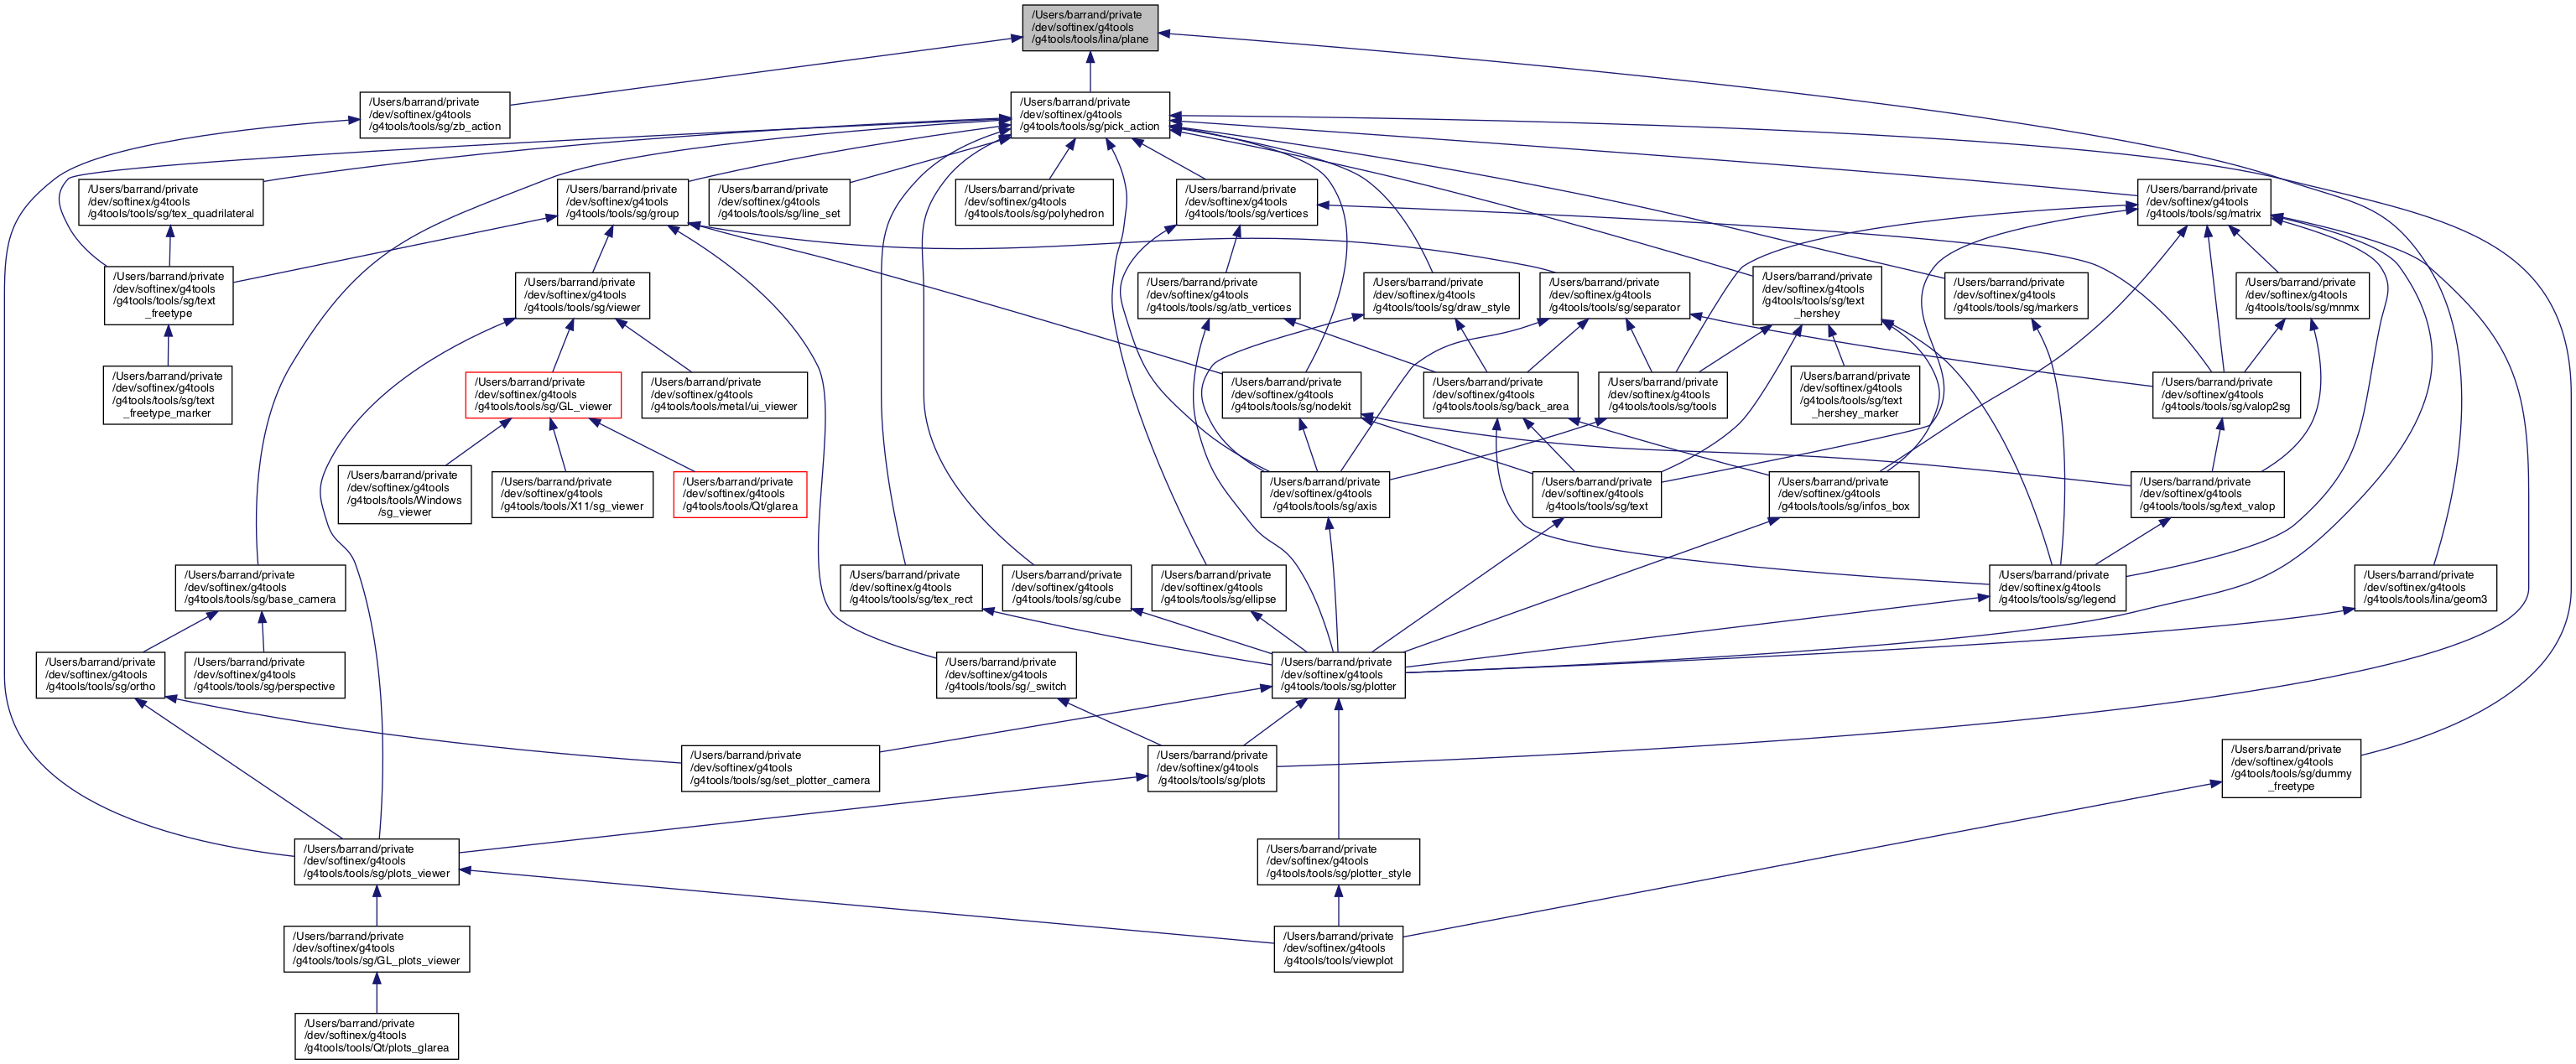 /Users/barrand/private
/dev/softinex/g4tools
/g4tools/tools/lina/plane
/Users/barrand/private
/dev/softinex/g4tools
/g4tools/tools/sg/zb_action
/Users/barrand/private
/dev/softinex/g4tools
/g4tools/tools/sg/pick_action
/Users/barrand/private
/dev/softinex/g4tools
/g4tools/tools/sg/tex_quadrilateral
/Users/barrand/private
/dev/softinex/g4tools
/g4tools/tools/sg/group
/Users/barrand/private
/dev/softinex/g4tools
/g4tools/tools/sg/line_set
/Users/barrand/private
/dev/softinex/g4tools
/g4tools/tools/sg/polyhedron
/Users/barrand/private
/dev/softinex/g4tools
/g4tools/tools/sg/vertices
/Users/barrand/private
/dev/softinex/g4tools
/g4tools/tools/sg/matrix
/Users/barrand/private
/dev/softinex/g4tools
/g4tools/tools/sg/text
_freetype
/Users/barrand/private
/dev/softinex/g4tools
/g4tools/tools/sg/viewer
/Users/barrand/private
/dev/softinex/g4tools
/g4tools/tools/sg/atb_vertices
/Users/barrand/private
/dev/softinex/g4tools
/g4tools/tools/sg/draw_style
/Users/barrand/private
/dev/softinex/g4tools
/g4tools/tools/sg/separator
/Users/barrand/private
/dev/softinex/g4tools
/g4tools/tools/sg/text
_hershey
/Users/barrand/private
/dev/softinex/g4tools
/g4tools/tools/sg/markers
/Users/barrand/private
/dev/softinex/g4tools
/g4tools/tools/sg/mnmx
/Users/barrand/private
/dev/softinex/g4tools
/g4tools/tools/sg/text
_freetype_marker
/Users/barrand/private
/dev/softinex/g4tools
/g4tools/tools/sg/GL_viewer
/Users/barrand/private
/dev/softinex/g4tools
/g4tools/tools/metal/ui_viewer
/Users/barrand/private
/dev/softinex/g4tools
/g4tools/tools/sg/nodekit
/Users/barrand/private
/dev/softinex/g4tools
/g4tools/tools/sg/back_area
/Users/barrand/private
/dev/softinex/g4tools
/g4tools/tools/sg/tools
/Users/barrand/private
/dev/softinex/g4tools
/g4tools/tools/sg/text
_hershey_marker
/Users/barrand/private
/dev/softinex/g4tools
/g4tools/tools/sg/valop2sg
/Users/barrand/private
/dev/softinex/g4tools
/g4tools/tools/Windows
/sg_viewer
/Users/barrand/private
/dev/softinex/g4tools
/g4tools/tools/X11/sg_viewer
/Users/barrand/private
/dev/softinex/g4tools
/g4tools/tools/Qt/glarea
/Users/barrand/private
/dev/softinex/g4tools
/g4tools/tools/sg/axis
/Users/barrand/private
/dev/softinex/g4tools
/g4tools/tools/sg/text
/Users/barrand/private
/dev/softinex/g4tools
/g4tools/tools/sg/infos_box
/Users/barrand/private
/dev/softinex/g4tools
/g4tools/tools/sg/text_valop
/Users/barrand/private
/dev/softinex/g4tools
/g4tools/tools/sg/base_camera
/Users/barrand/private
/dev/softinex/g4tools
/g4tools/tools/sg/tex_rect
/Users/barrand/private
/dev/softinex/g4tools
/g4tools/tools/sg/cube
/Users/barrand/private
/dev/softinex/g4tools
/g4tools/tools/sg/ellipse
/Users/barrand/private
/dev/softinex/g4tools
/g4tools/tools/sg/legend
/Users/barrand/private
/dev/softinex/g4tools
/g4tools/tools/lina/geom3
/Users/barrand/private
/dev/softinex/g4tools
/g4tools/tools/sg/ortho
/Users/barrand/private
/dev/softinex/g4tools
/g4tools/tools/sg/perspective
/Users/barrand/private
/dev/softinex/g4tools
/g4tools/tools/sg/_switch
/Users/barrand/private
/dev/softinex/g4tools
/g4tools/tools/sg/plotter
/Users/barrand/private
/dev/softinex/g4tools
/g4tools/tools/sg/set_plotter_camera
/Users/barrand/private
/dev/softinex/g4tools
/g4tools/tools/sg/plots
/Users/barrand/private
/dev/softinex/g4tools
/g4tools/tools/sg/dummy
_freetype
/Users/barrand/private
/dev/softinex/g4tools
/g4tools/tools/sg/plots_viewer
/Users/barrand/private
/dev/softinex/g4tools
/g4tools/tools/sg/plotter_style
/Users/barrand/private
/dev/softinex/g4tools
/g4tools/tools/sg/GL_plots_viewer
/Users/barrand/private
/dev/softinex/g4tools
/g4tools/tools/viewplot
/Users/barrand/private
/dev/softinex/g4tools
/g4tools/tools/Qt/plots_glarea